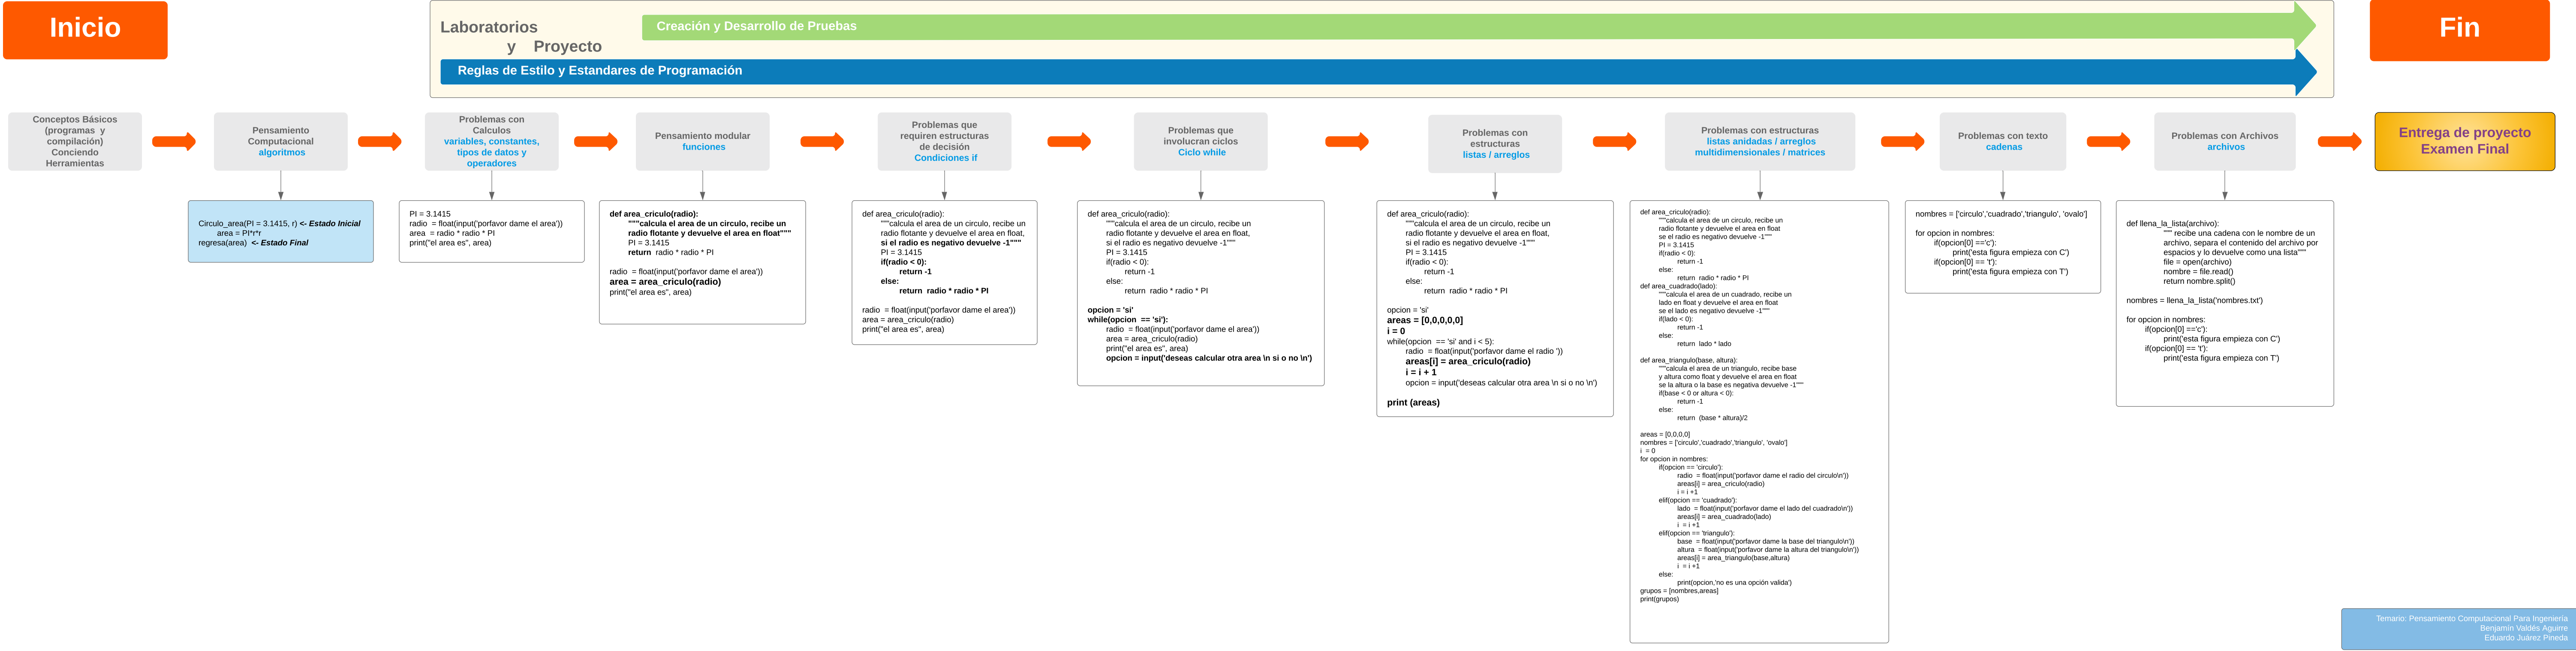 Inicio
Laboratorios
y Proyecto
Creación y Desarrollo de Pruebas
Reglas de Estilo y Estandares de Programación
Fin
Conceptos Básicos
(programas y
compilación)
Conciendo
Herramientas
Pensamiento
Computacional
algoritmos
Problemas con
Calculos
variables, constantes,
tipos de datos y
operadores
Pensamiento modular
funciones
Problemas que
requiren estructuras
de decisión
Condiciones if
Problemas que
involucran ciclos
Ciclo while
Problemas con
estructuras
listas / arreglos
Problemas con estructuras
listas anidadas / arreglos
multidimensionales / matrices
Problemas con texto
cadenas
Problemas con Archivos
archivos
Entrega de proyecto
Examen Final
Circulo_area(PI = 3.1415, r) <- Estado Inicial
area = PI*r*r
regresa(area) <- Estado Final
PI = 3.1415
radio = float(input('porfavor dame el area'))
area = radio * radio * PI
print("el area es", area)
def area_criculo(radio):
"""calcula el area de un circulo, recibe un
radio flotante y devuelve el area en float"""
PI = 3.1415
return radio * radio * PI
radio = float(input('porfavor dame el area'))
area = area_criculo(radio)
print("el area es", area)
def area_criculo(radio):
"""calcula el area de un circulo, recibe un
radio flotante y devuelve el area en float,
si el radio es negativo devuelve -1"""
PI = 3.1415
if(radio < 0):
return -1
else:
return radio * radio * PI
radio = float(input('porfavor dame el area'))
area = area_criculo(radio)
print("el area es", area)
def area_criculo(radio):
"""calcula el area de un circulo, recibe un
radio flotante y devuelve el area en float,
si el radio es negativo devuelve -1"""
PI = 3.1415
if(radio < 0):
return -1
else:
return radio * radio * PI
opcion = 'si'
while(opcion == 'si'):
radio = float(input('porfavor dame el area'))
area = area_criculo(radio)
print("el area es", area)
opcion = input('deseas calcular otra area \n si o no \n')
def area_criculo(radio):
"""calcula el area de un circulo, recibe un
radio flotante y devuelve el area en float,
si el radio es negativo devuelve -1"""
PI = 3.1415
if(radio < 0):
return -1
else:
return radio * radio * PI
opcion = 'si'
areas = [0,0,0,0,0]
i = 0
while(opcion == 'si' and i < 5):
radio = float(input('porfavor dame el radio '))
areas[i] = area_criculo(radio)
i = i + 1
opcion = input('deseas calcular otra area \n si o no \n')
print (areas)
def area_criculo(radio):
"""calcula el area de un circulo, recibe un
radio flotante y devuelve el area en float
se el radio es negativo devuelve -1"""
PI = 3.1415
if(radio < 0):
return -1
else:
return radio * radio * PI
def area_cuadrado(lado):
"""calcula el area de un cuadrado, recibe un
lado en float y devuelve el area en float
se el lado es negativo devuelve -1"""
if(lado < 0):
return -1
else:
return lado * lado
def area_triangulo(base, altura):
"""calcula el area de un triangulo, recibe base
y altura como float y devuelve el area en float
se la altura o la base es negativa devuelve -1"""
if(base < 0 or altura < 0):
return -1
else:
return (base * altura)/2
areas = [0,0,0,0]
nombres = ['circulo','cuadrado','triangulo', 'ovalo']
i = 0
for opcion in nombres:
if(opcion == 'circulo'):
radio = float(input('porfavor dame el radio del circulo\n'))
areas[i] = area_criculo(radio)
i = i +1
elif(opcion == 'cuadrado'):
lado = float(input('porfavor dame el lado del cuadrado\n'))
areas[i] = area_cuadrado(lado)
i = i +1
elif(opcion == 'triangulo'):
base = float(input('porfavor dame la base del triangulo\n'))
altura = float(input('porfavor dame la altura del triangulo\n'))
areas[i] = area_triangulo(base,altura)
i = i +1
else:
print(opcion,'no es una opción valida')
grupos = [nombres,areas]
print(grupos)
nombres = ['circulo','cuadrado','triangulo', 'ovalo']
for opcion in nombres:
if(opcion[0] =='c'):
print('esta figura empieza con C')
if(opcion[0] == 't'):
print('esta figura empieza con T')
def llena_la_lista(archivo):
""" recibe una cadena con le nombre de un
archivo, separa el contenido del archivo por
espacios y lo devuelve como una lista"""
file = open(archivo)
nombre = file.read()
return nombre.split()
nombres = llena_la_lista('nombres.txt')
for opcion in nombres:
if(opcion[0] =='c'):
print('esta figura empieza con C')
if(opcion[0] == 't'):
print('esta figura empieza con T')
Temario: Pensamiento Computacional Para Ingeniería
Benjamín Valdés Aguirre
Eduardo Juárez Pineda